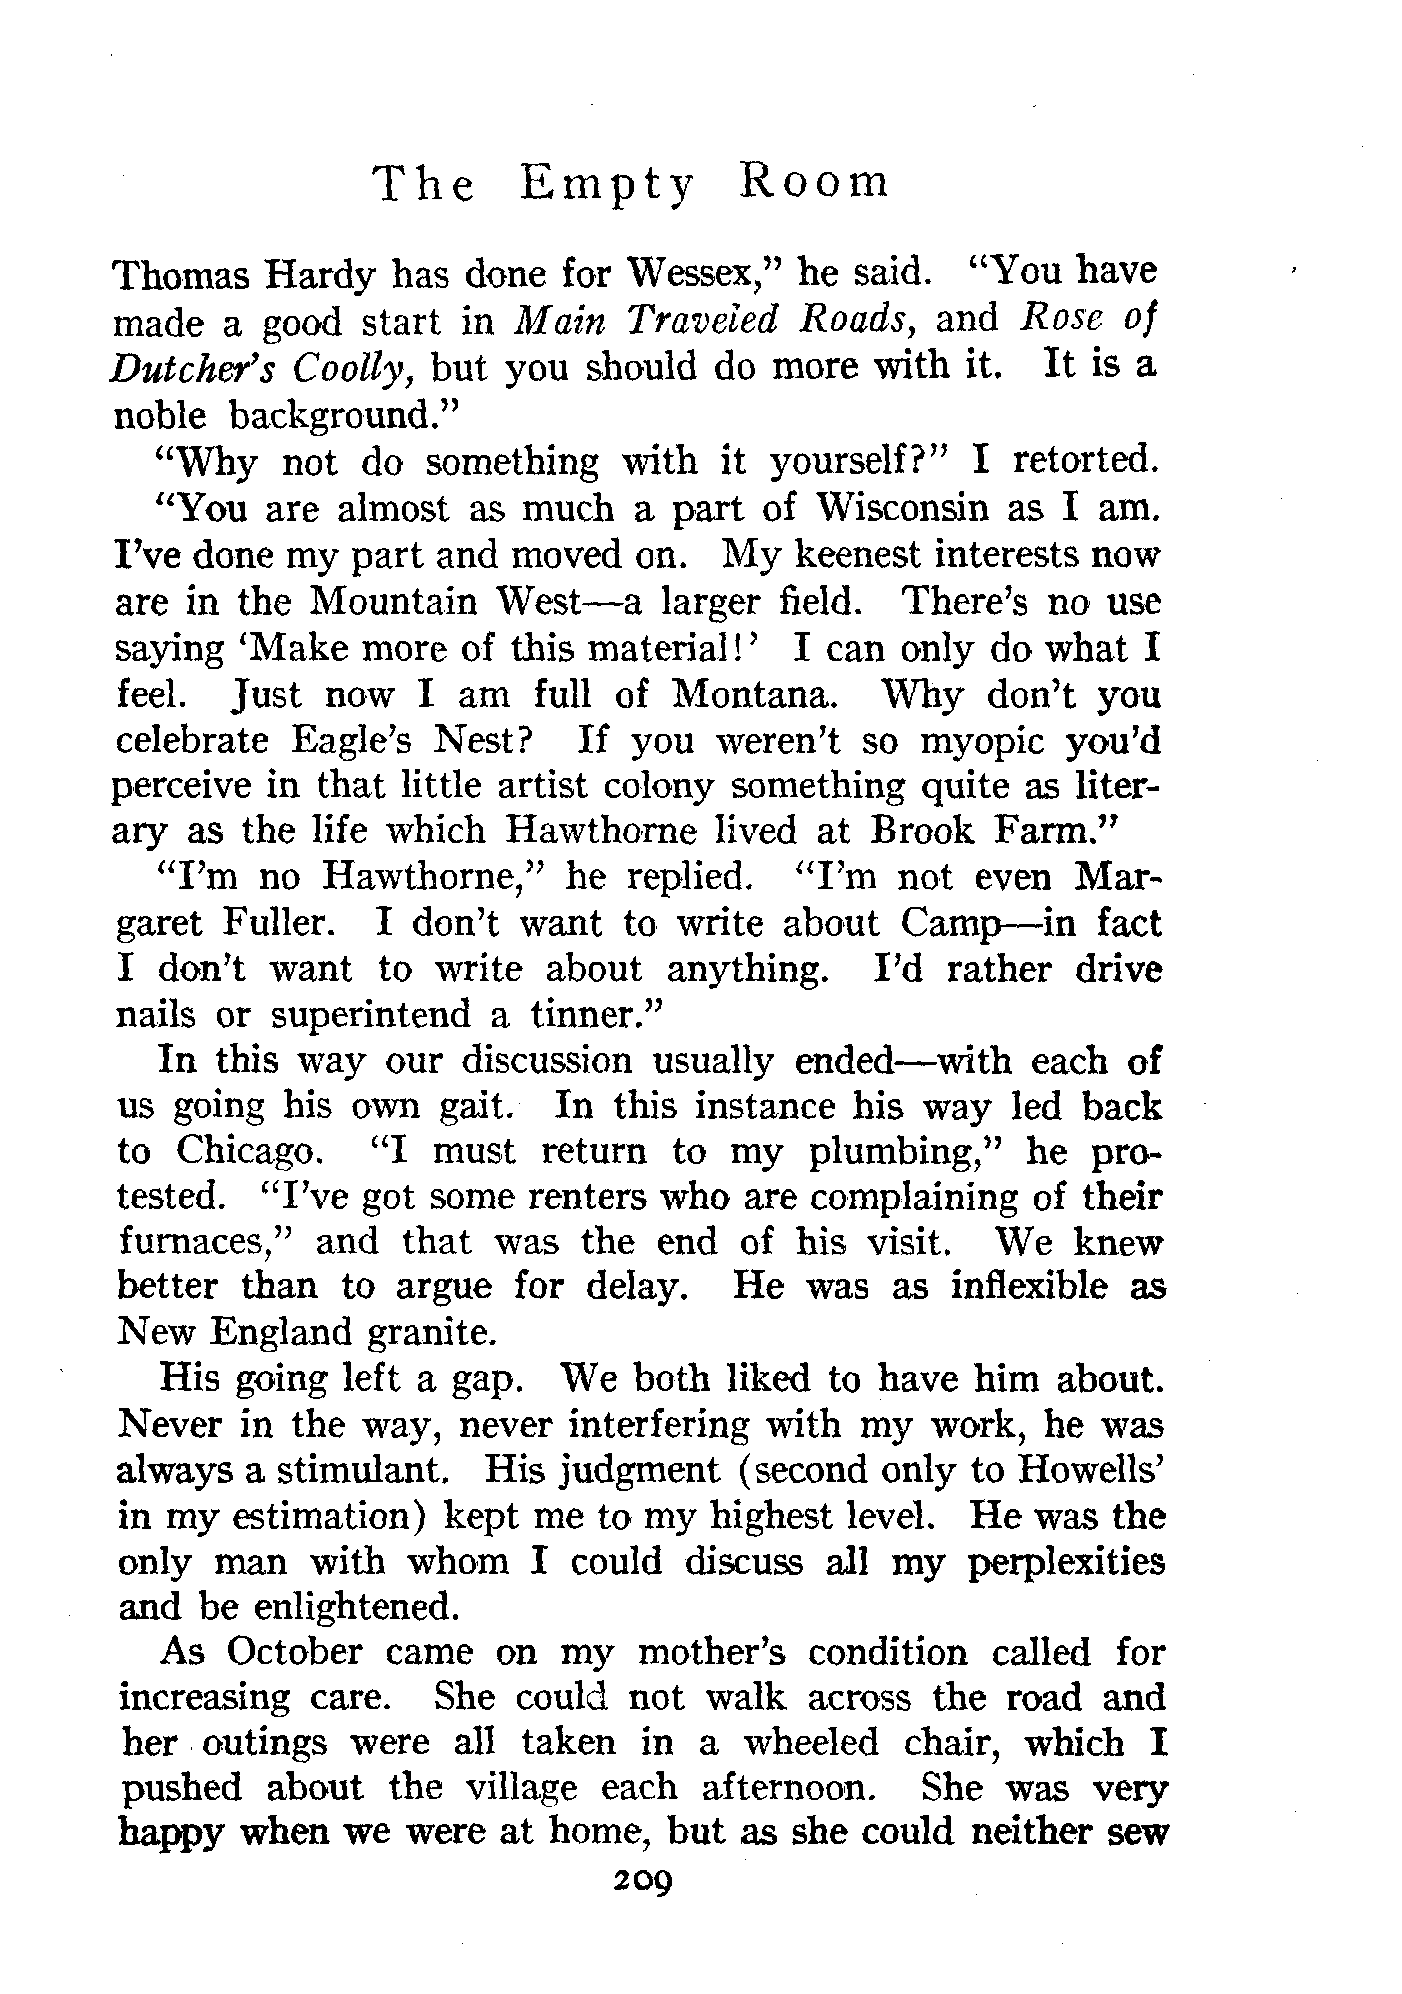 The Empty Room
Thomas Hardy has done for Wessex,” he said. “You have
made a good start in Main Traveled Roads, and Rose of
Dutcher’s Coolly, but you should do more with it. It is a
noble background.”
“Why not do something with it yourself?” I retorted.
“You are almost as much a part of Wisconsin as I am.
I’ve done my part and moved on. My keenest interests now
are in the Mountain West—a larger field. There’s no use
saying ‘Make more of this material!’ I can only do what I
feel. Just now I am full of Montana. Why don’t you
celebrate Eagle’s Nest? If you weren’t so myopic you’d
perceive in that little artist colony something quite as liter-
ary as the life which Hawthorne lived at Brook Farm.”
“I’m no Hawthorne,” he replied. “I’m not even Mar-
garet Fuller. I don’t want to write about Camp—in fact
I don’t want to write about anything. I’d rather drive
nails or superintend a tinner.”
In this way our discussion usually ended—with each of
us going his own gait. In this instance his way led back
to Chicago. “I must return to my plumbing,” he pro-
tested. “I’ve got some renters who are complaining of their
furnaces,” and that was the end of his visit. We knew
better than to argue for delay. He was as inflexible as
New England granite.
His going left a gap. We both liked to have him about.
Never in the way, never interfering with my work, he was
always a stimulant. His judgment (second only to Howells’
in my estimation) kept me to my highest level. He was the
only man with whom I could discuss all my perplexities
and be enlightened.
As October came on my mother’s condition called for
increasing care. She could not walk across the road and
her outings were all taken in a wheeled chair, which I
pushed about the village each afternoon. She was very
happy when we were at home, but as she could neither sew
209